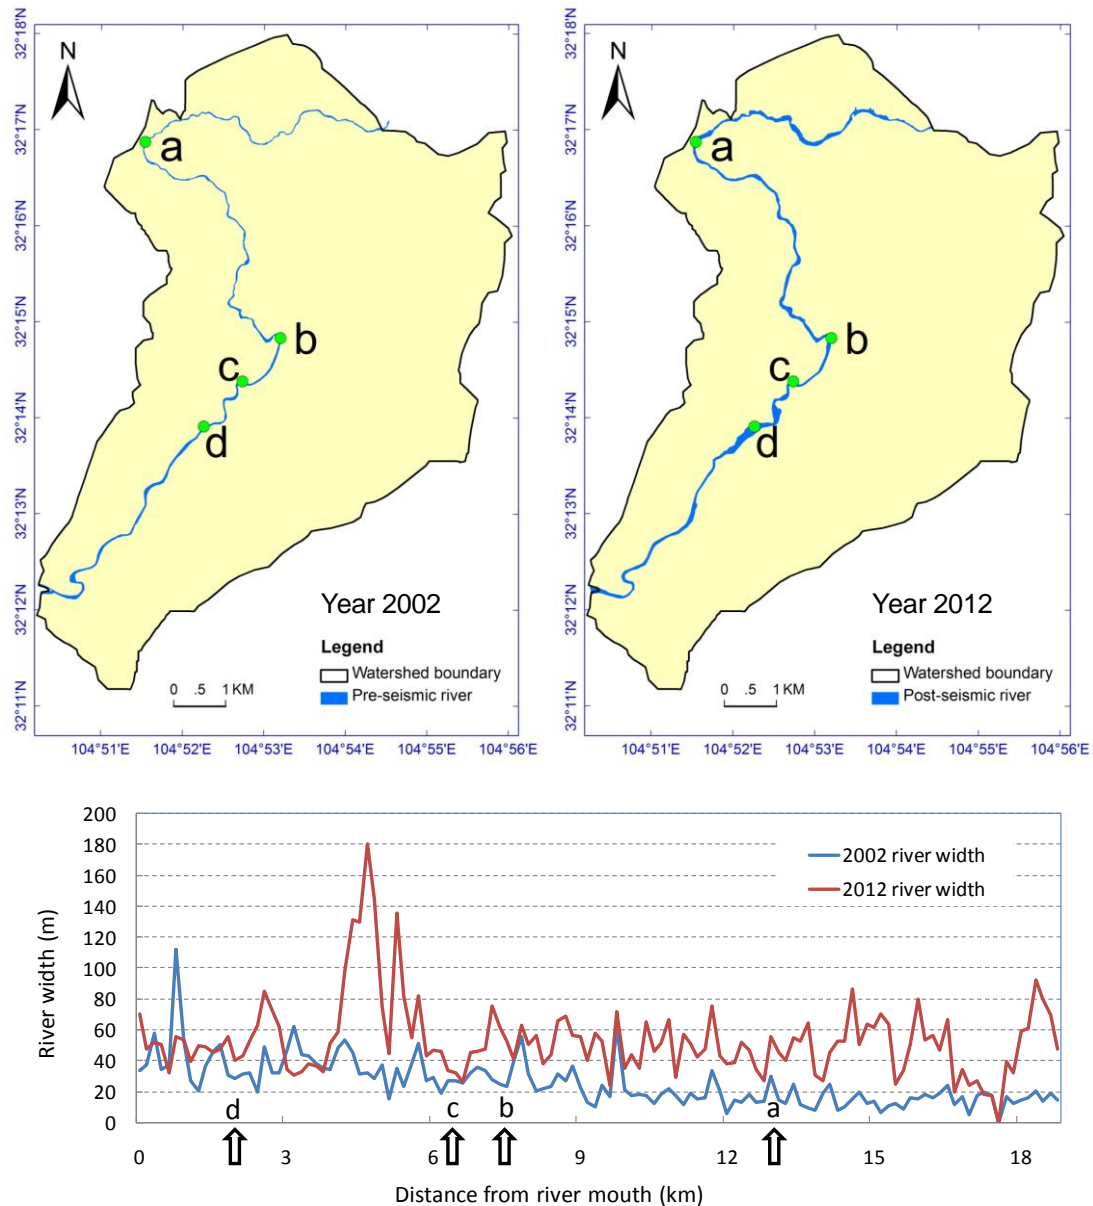 32°18'N
32°17'N
32°16'N
32°15'N
32°14'N
32°13'N
32°12'N
32°11'N
N
a
b
c
d
Year 2002
Legend
Watershed boundary
Pre-seismic river
0 .5 1 KM
104°51'E 104°52'E 104°53'E 104°54'E 104°55'E 104°56'E
32°18'N
32°17'N
32°16'N
32°15'N
32°14'N
32°13'N
32°12'N
32°11'N
N
a
b
c
d
Year 2012
Legend
Watershed boundary
Post-seismic river
0 .5 1 KM
104°51'E 104°52'E 104°53'E 104°54'E 104°55'E 104°56'E
River width (m)
200
180
160
140
120
100
80
60
40
20
0
2002 river width
2012 river width
d c b a
0 3 6 9 12 15 18
Distance from river mouth (km)